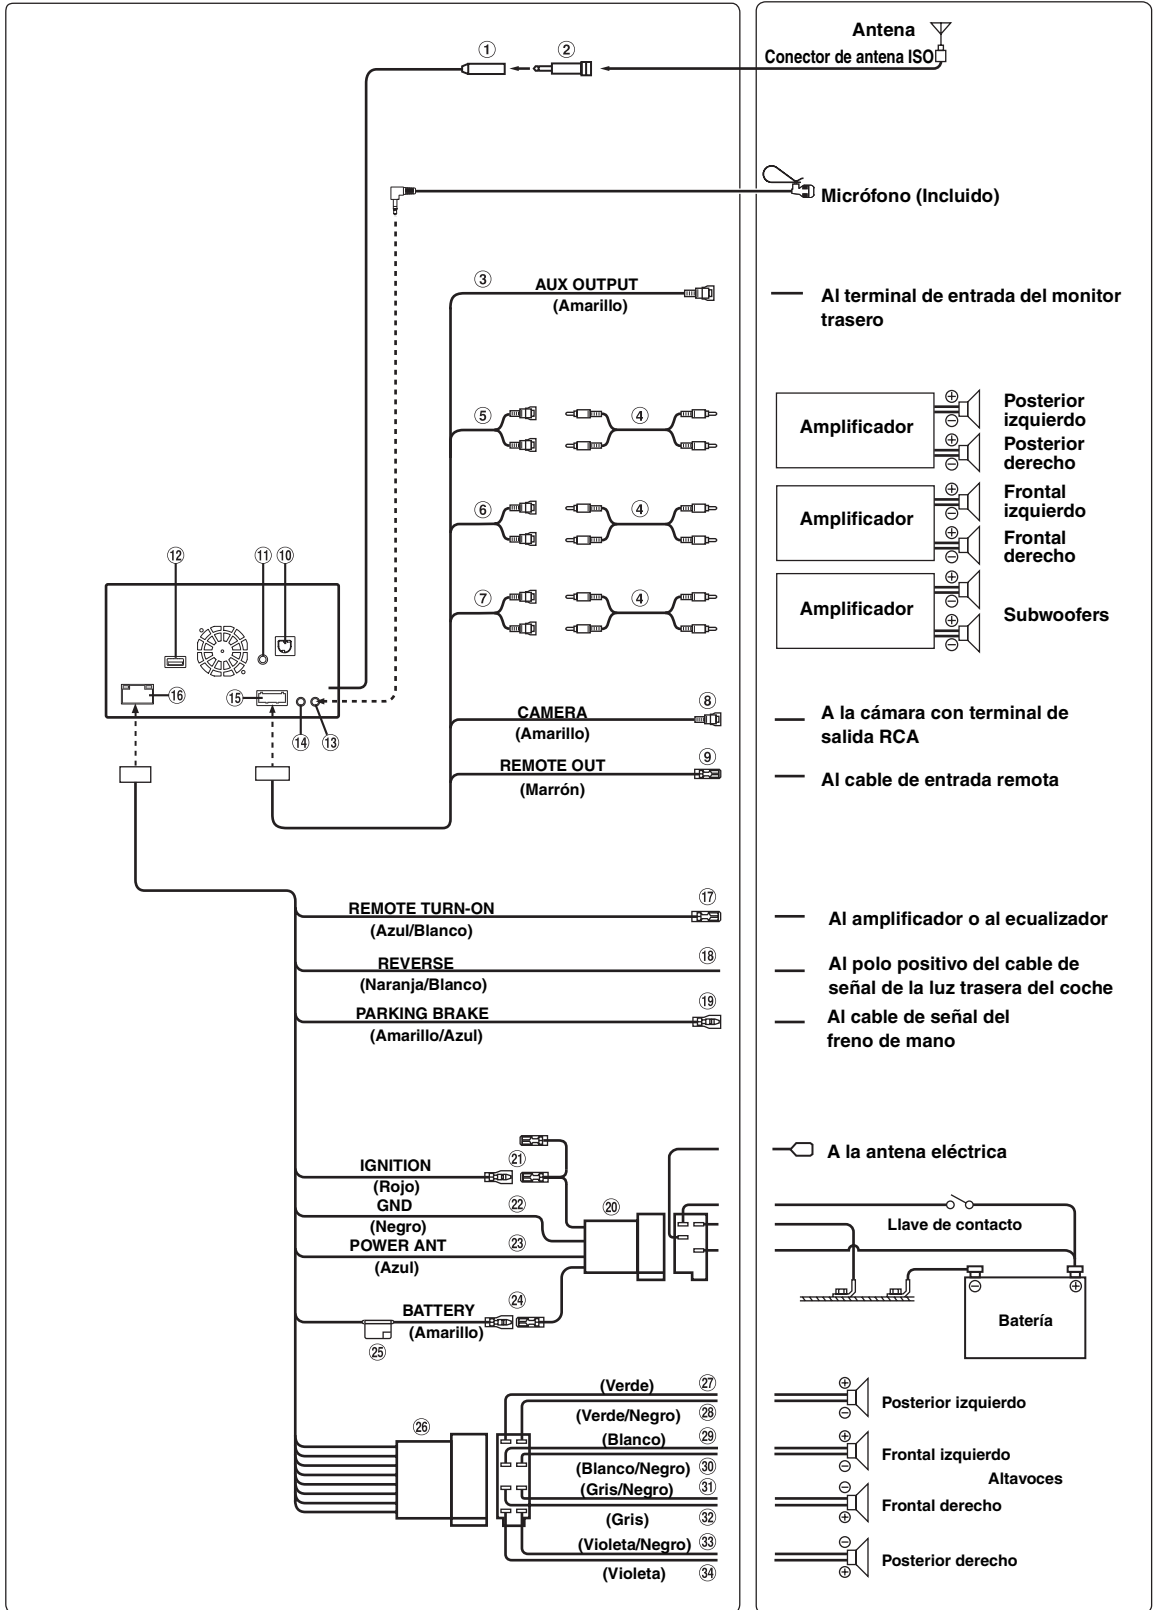 Antena
① ②
Conector de antena ISO
Micrófono (Incluido)
③ AUX OUTPUT
(Amarillo)
Al terminal de entrada del monitor
trasero
⑤ ④
Amplificador
Posterior
izquierdo
Posterior
derecho
⊕
⊖
⊕
⊖
⑥ ④
Amplificador
Frontal
izquierdo
Frontal
derecho
⊕
⊖
⊕
⊖
⑦ ④
Amplificador
Subwoofers
⊕
⊖
⊕
⊖
⑫ ⑪ ⑩
⑯ ⑮
⑭ ⑬
CAMERA ⑧
(Amarillo)
A la cámara con terminal de
salida RCA
REMOTE OUT ⑨
(Marrón)
Al cable de entrada remota
REMOTE TURN-ON ⑰
(Azul/Blanco)
Al amplificador o al ecualizador
REVERSE ⑱
(Naranja/Blanco)
Al polo positivo del cable de
señal de la luz trasera del coche
PARKING BRAKE ⑲
(Amarillo/Azul)
Al cable de señal del
freno de mano
A la antena eléctrica
IGNITION ㉑
(Rojo)
GND ㉒ ⑳
(Negro)
Llave de contacto
POWER ANT ㉓
(Azul)
⊖ ⊕
BATTERY ㉔
(Amarillo)
㉕
Batería
(Verde) ㉗
(Verde/Negro) ㉘
⊕
⊖
Posterior izquierdo
㉖
(Blanco) ㉙
(Blanco/Negro) ㉚
⊕
⊖
Frontal izquierdo
Altavoces
(Gris/Negro) ㉛
(Gris) ㉜
⊖
⊕
Frontal derecho
(Violeta/Negro) ㉝
(Violeta) ㉞
⊖
⊕
Posterior derecho